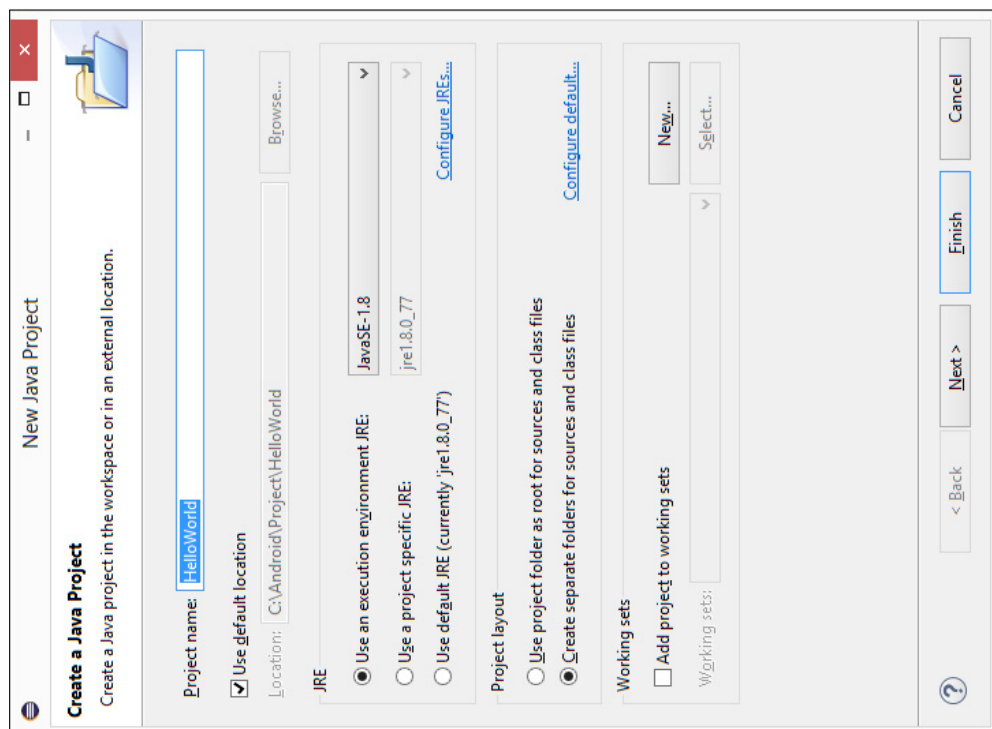 New Java Project
Create a Java Project
Create a Java project in the workspace or in an external location.
Project name: HelloWorld
Use default location
Location: C:\Android\Project\HelloWorld Browse...
JRE
Use an execution environment JRE: JavaSE-1.8
Use a project specific JRE: jre1.8.0_77
Use default JRE (currently 'jre1.8.0_77') Configure JREs...
Project layout
Use project folder as root for sources and class files
Create separate folders for sources and class files Configure default...
Working sets
Add project to working sets New...
Working sets: Select...
? < Back Next > Finish Cancel